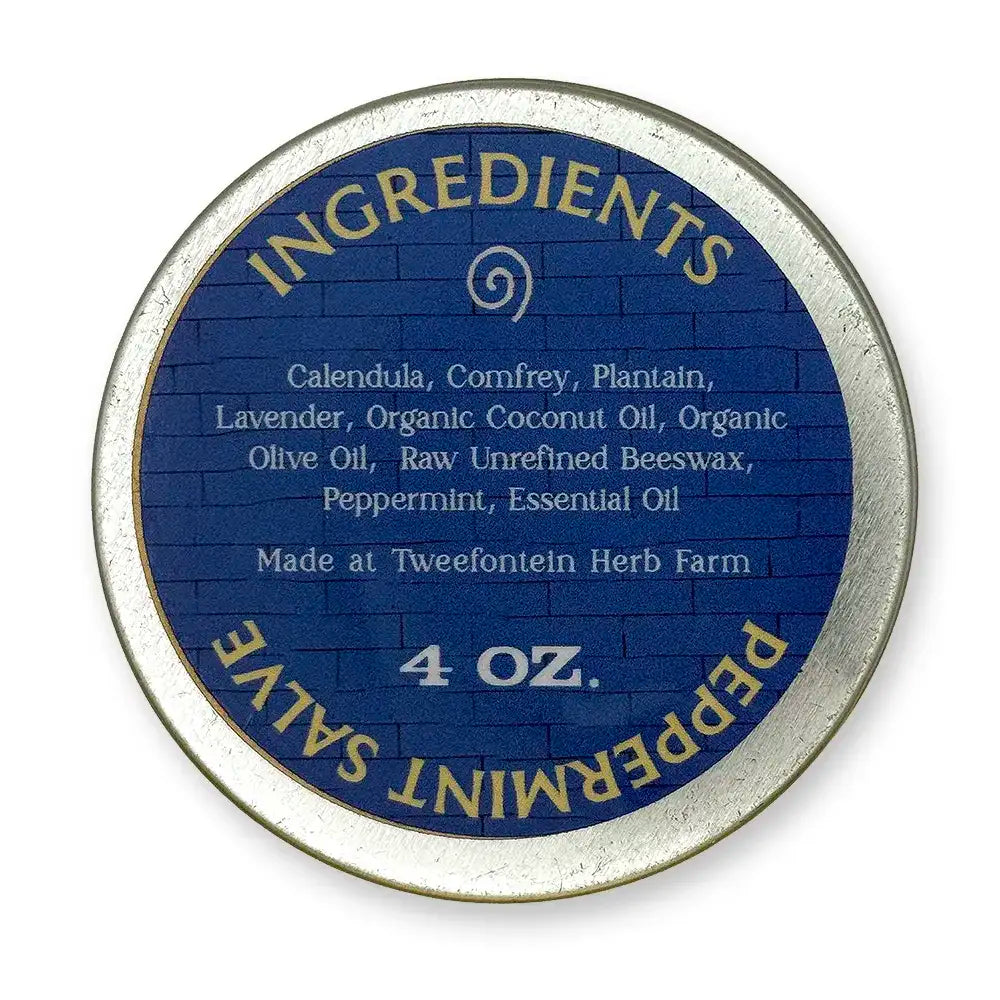 INGREDIENTS
Calendula, Comfrey, Plantain,
Lavender, Organic Coconut Oil, Organic
Olive Oil, Raw Unrefined Beeswax,
Peppermint, Essential Oil
Made at Tweefontein Herb Farm
4 OZ.
PEPPERMINT SALVE